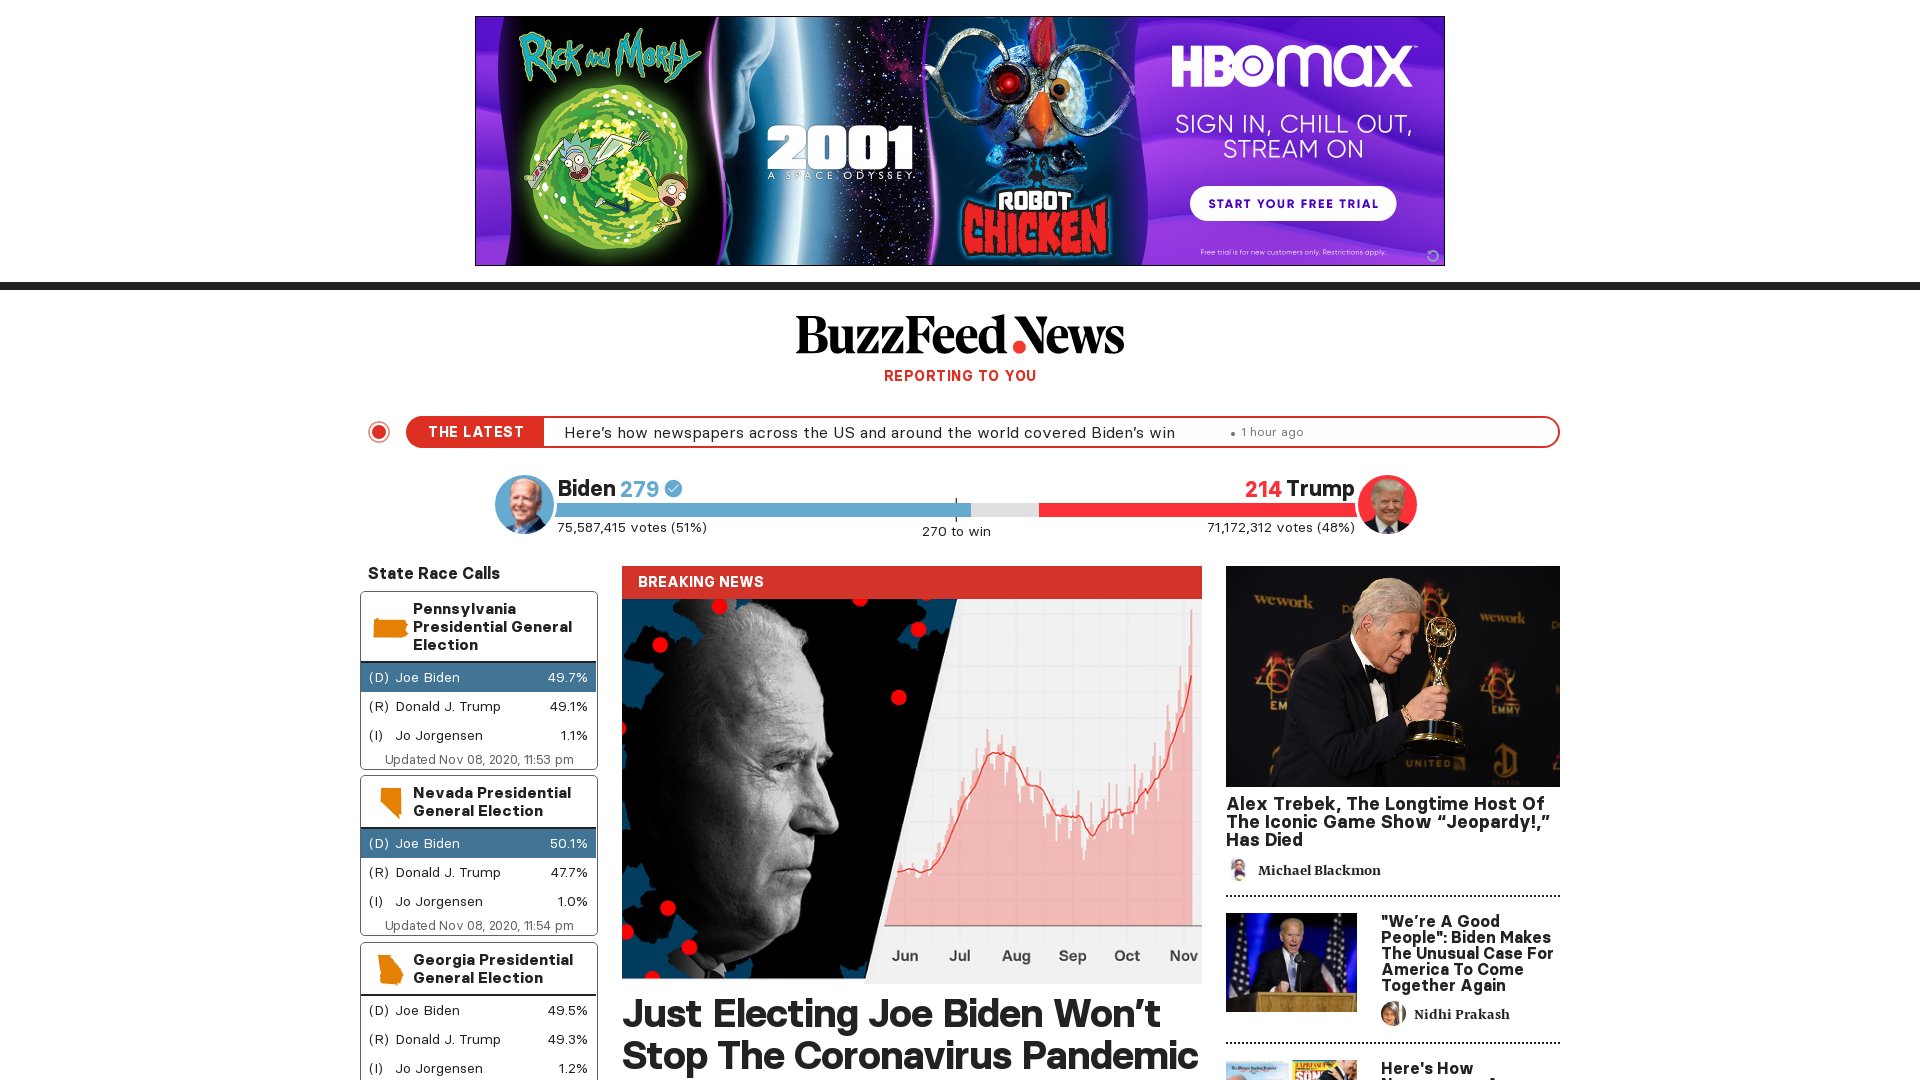 Rick and Morty
2001
A SPACE ODYSSEY
ROBOT
CHICKEN
HBOMAX
SIGN IN, CHILL OUT,
STREAM ON
START YOUR FREE TRIAL
Free trial is for new customers only. Restrictions apply.
BuzzFeed News
REPORTING TO YOU
THE LATEST
Here’s how newspapers across the US and around the world covered Biden’s win
• 1 hour ago
Biden 279
214 Trump
75,587,415 votes (51%)
270 to win
71,172,312 votes (48%)
State Race Calls
Pennsylvania
Presidential General
Election
(D) Joe Biden 49.7%
(R) Donald J. Trump 49.1%
(I) Jo Jorgensen 1.1%
Updated Nov 08, 2020, 11:53 pm
Nevada Presidential
General Election
(D) Joe Biden 50.1%
(R) Donald J. Trump 47.7%
(I) Jo Jorgensen 1.0%
Updated Nov 08, 2020, 11:54 pm
Georgia Presidential
General Election
(D) Joe Biden 49.5%
(R) Donald J. Trump 49.3%
(I) Jo Jorgensen 1.2%
BREAKING NEWS
Jun Jul Aug Sep Oct Nov
Just Electing Joe Biden Won’t
Stop The Coronavirus Pandemic
wework
wework
EMMY
UNITED
Alex Trebek, The Longtime Host Of
The Iconic Game Show “Jeopardy!,”
Has Died
Michael Blackmon
"We’re A Good
People": Biden Makes
The Unusual Case For
America To Come
Together Again
Nidhi Prakash
Here's How